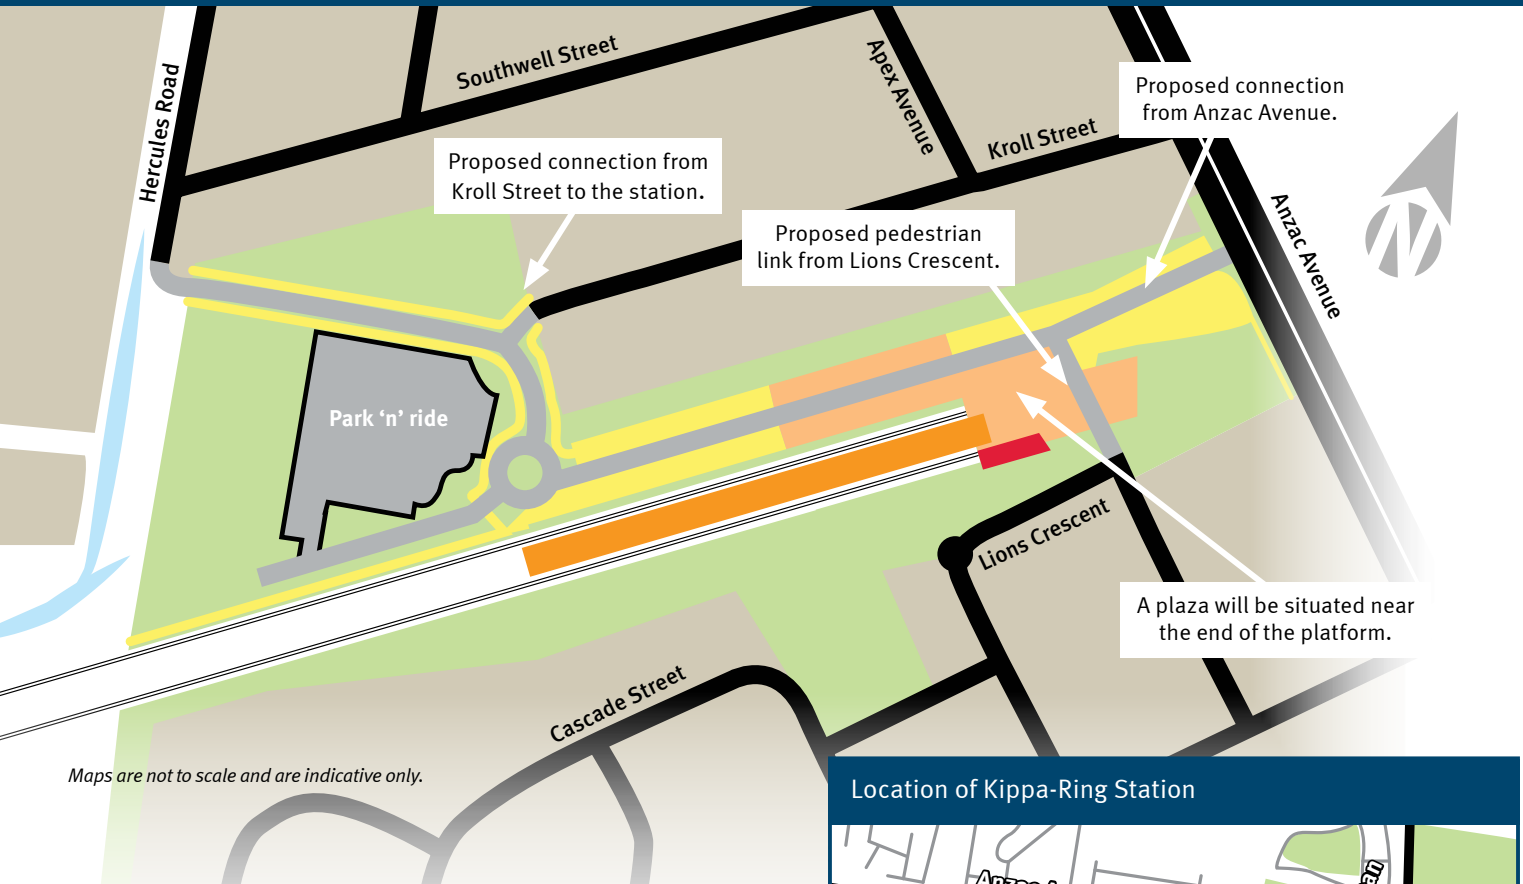 Southwell Street
Hercules Road
Apex Avenue
Kroll Street
Proposed connection
from Anzac Avenue.
Proposed connection from
Kroll Street to the station.
Anzac Avenue
Proposed pedestrian
link from Lions Crescent.
N
Park ‘n’ ride
Lions Crescent
A plaza will be situated near
the end of the platform.
Cascade Street
Maps are not to scale and are indicative only.
Location of Kippa-Ring Station